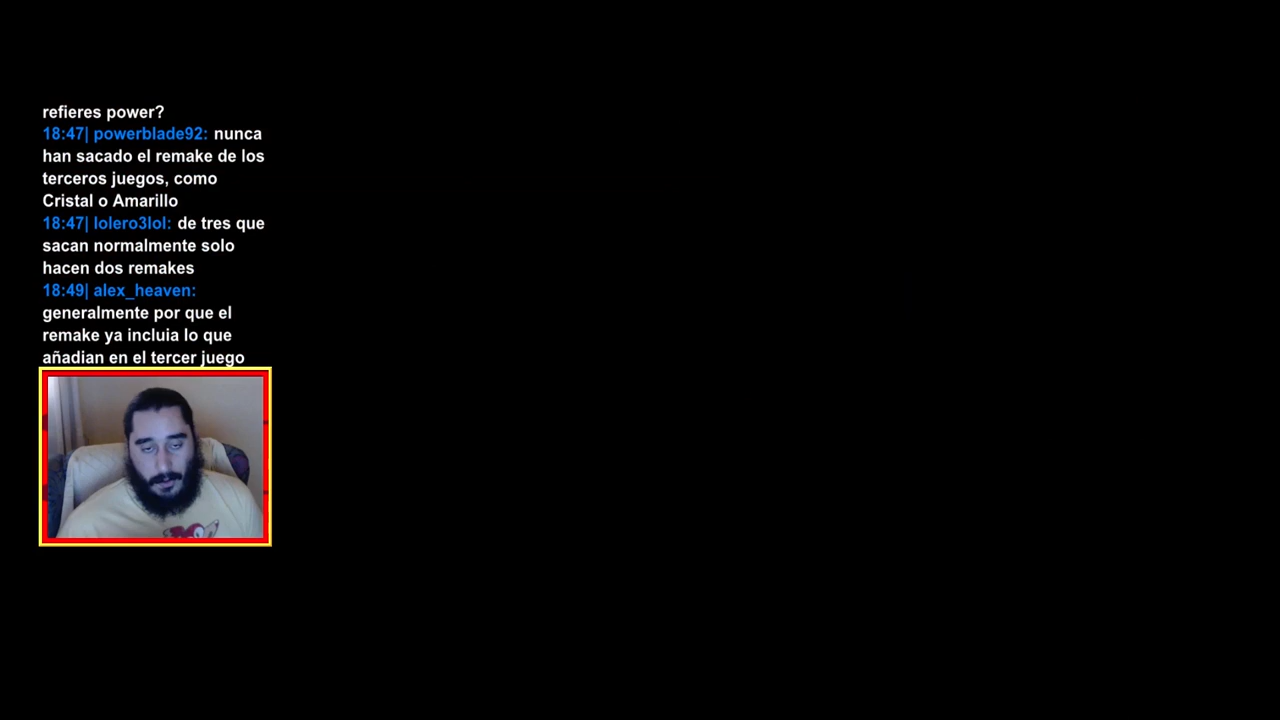 refieres power?
18:47| powerblade92: nunca
han sacado el remake de los
terceros juegos, como
Cristal o Amarillo
18:47| lolero3lol: de tres que
sacan normalmente solo
hacen dos remakes
18:49| alex_heaven:
generalmente por que el
remake ya incluia lo que
añadian en el tercer juego